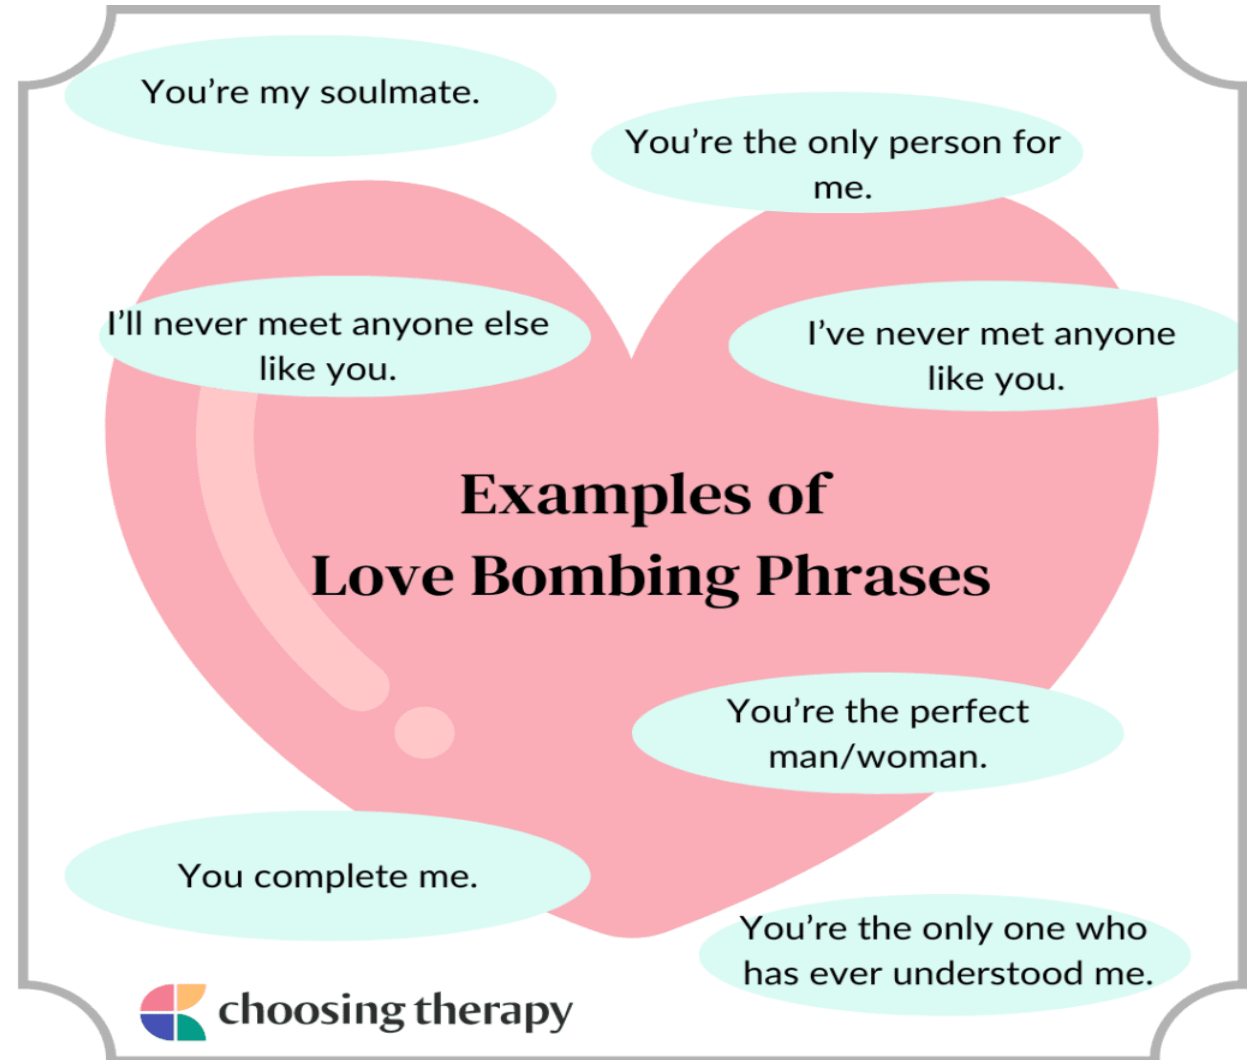 You’re my soulmate.
You’re the only person for
me.
I’ll never meet anyone else
like you.
I’ve never met anyone
like you.
Examples of
Love Bombing Phrases
You’re the perfect
man/woman.
You complete me.
You’re the only one who
has ever understood me.
choosing therapy